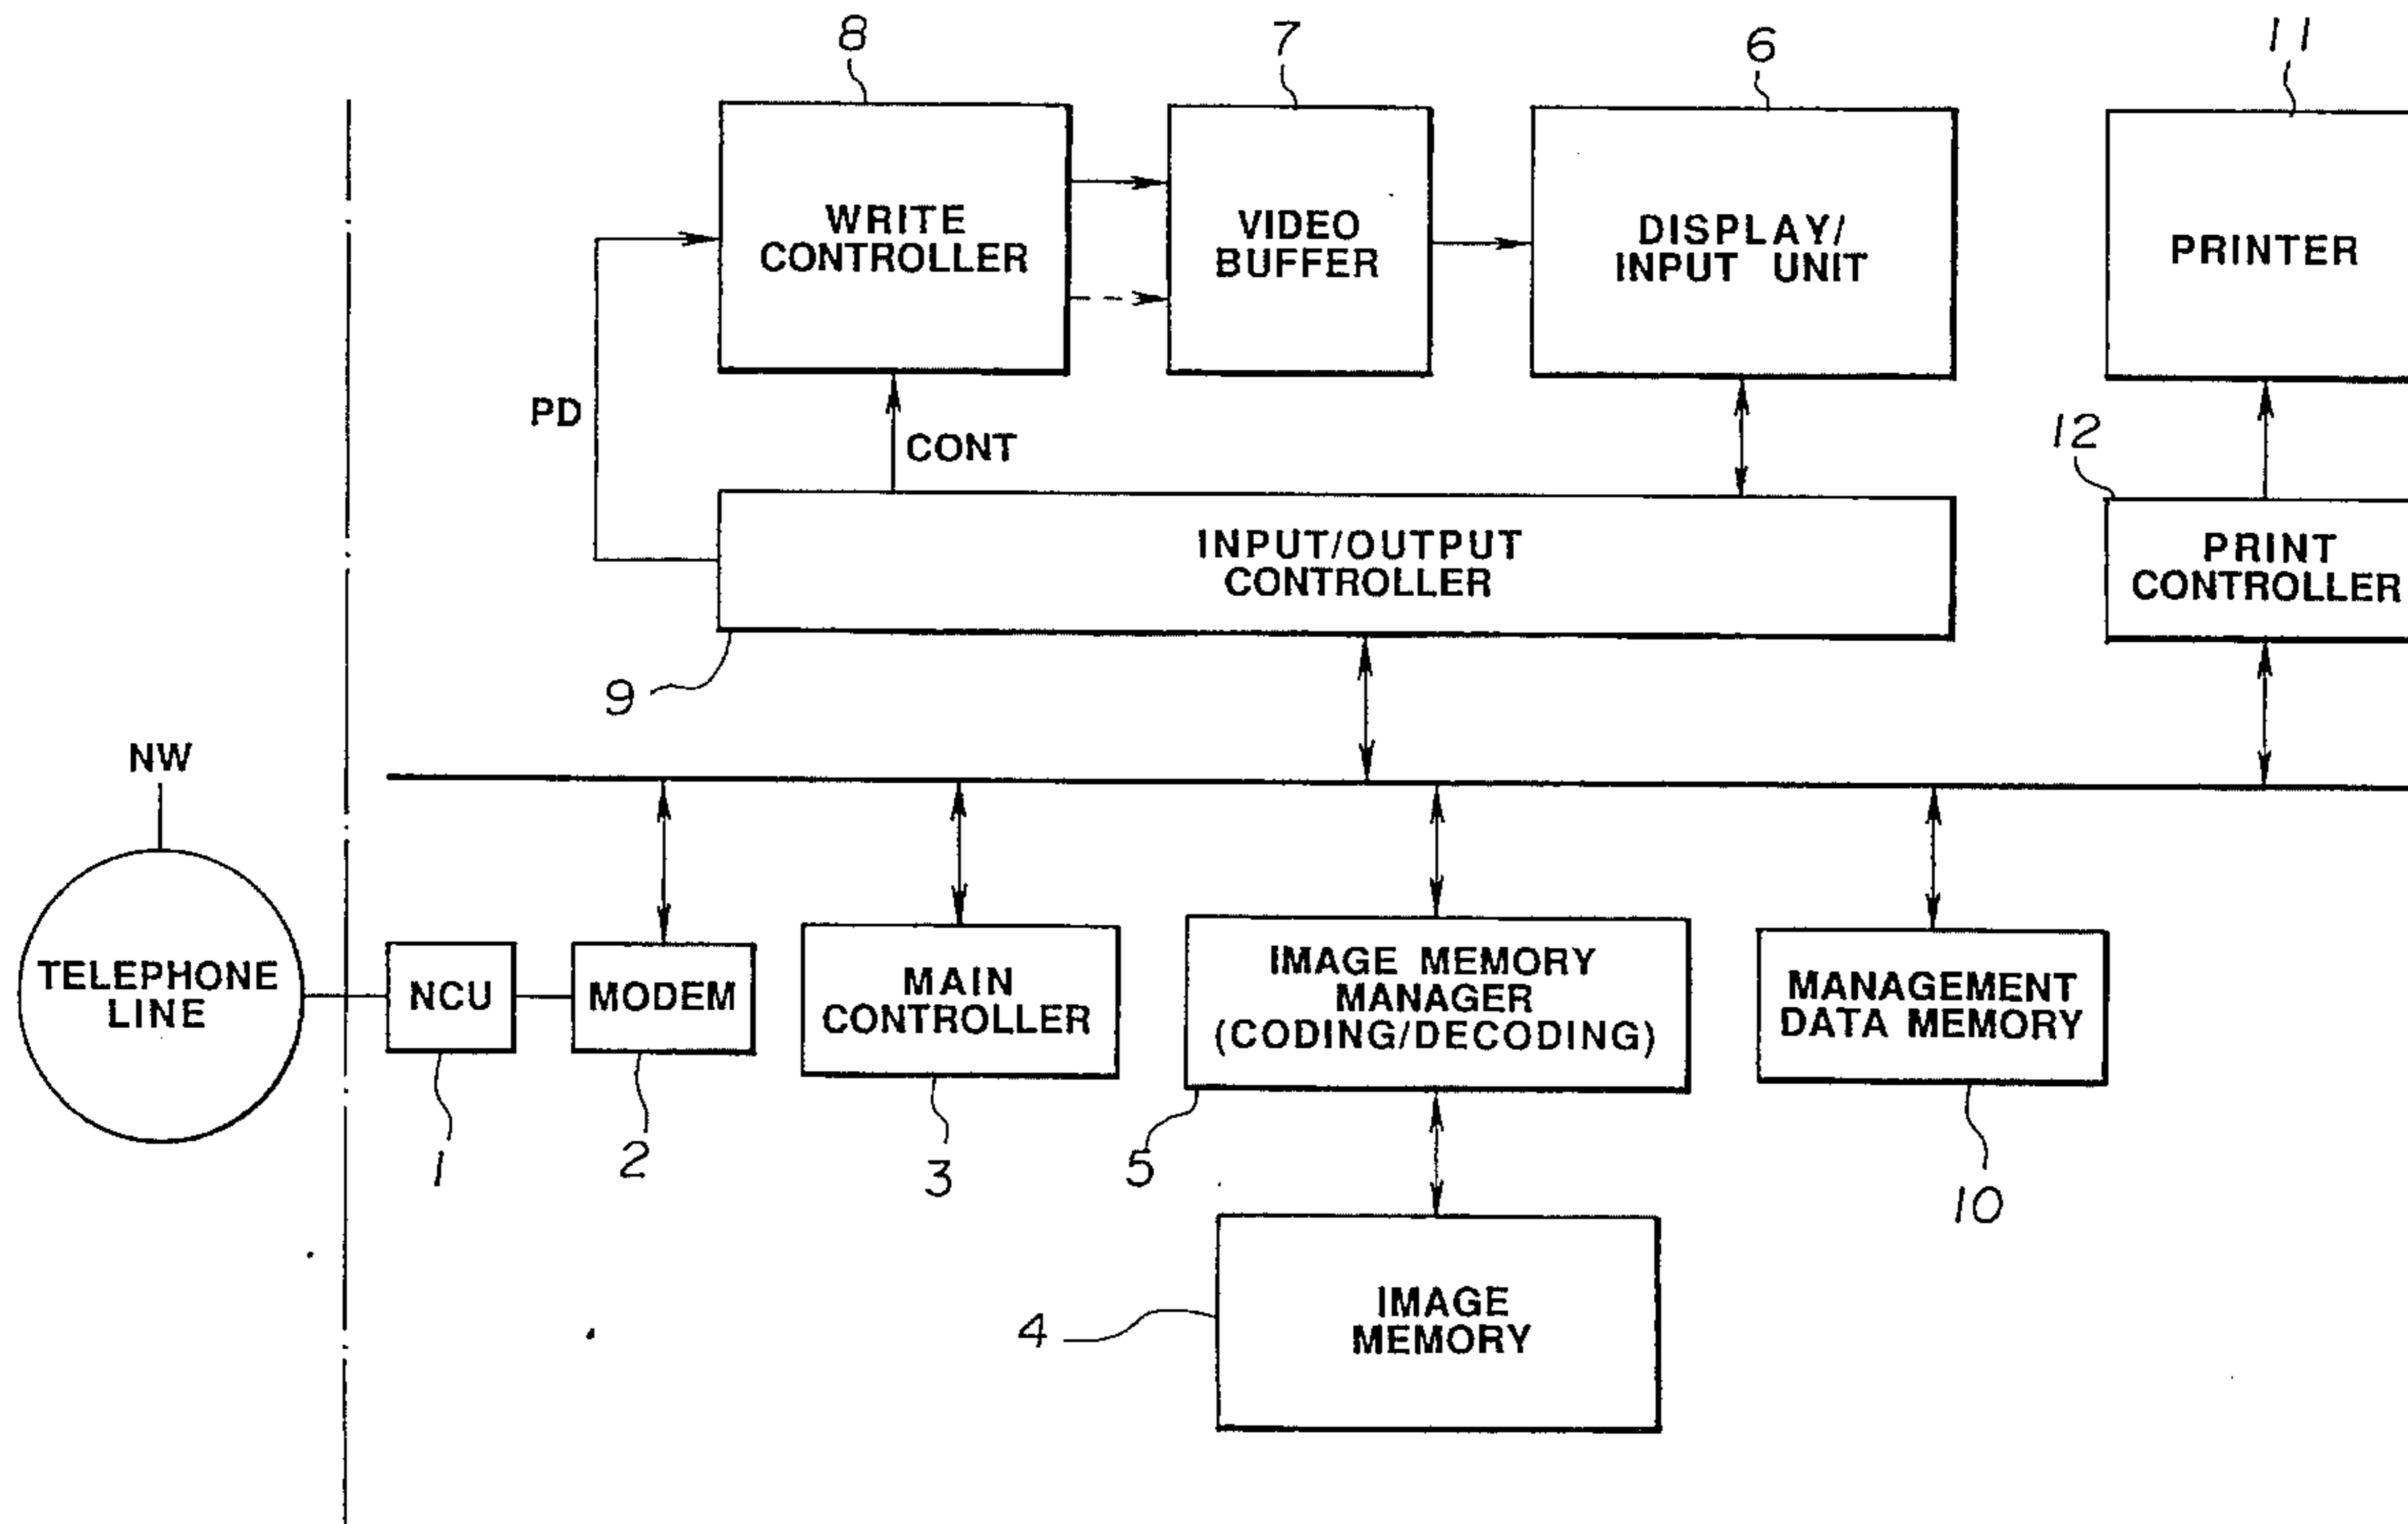 8
7
6
11
WRITE
CONTROLLER
VIDEO
BUFFER
DISPLAY/
INPUT UNIT
PRINTER
PD
CONT
12
INPUT/OUTPUT
CONTROLLER
PRINT
CONTROLLER
9
NW
TELEPHONE
LINE
NCU
MODEM
MAIN
CONTROLLER
IMAGE MEMORY
MANAGER
(CODING/DECODING)
MANAGEMENT
DATA MEMORY
1
2
3
5
10
4
IMAGE
MEMORY